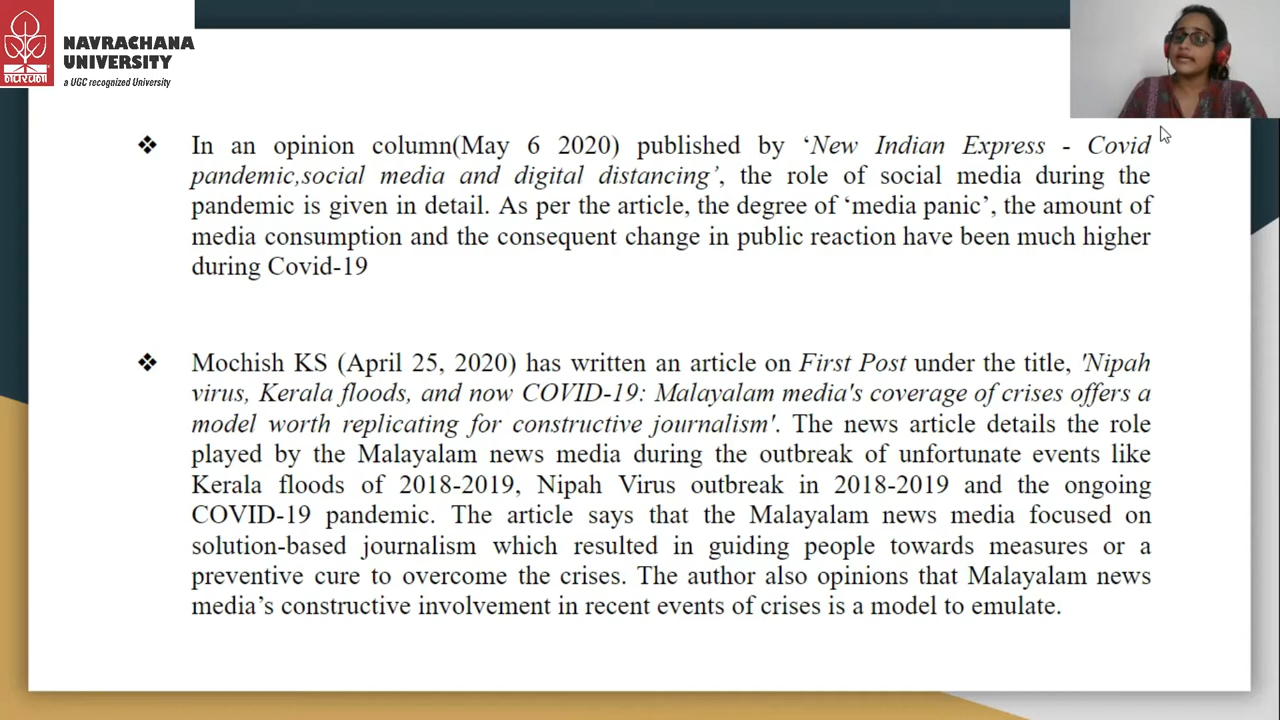 NAVRACHANA
UNIVERSITY
a UGC recognized University
❖ In an opinion column(May 6 2020) published by ‘New Indian Express - Covid
pandemic,social media and digital distancing’, the role of social media during the
pandemic is given in detail. As per the article, the degree of ‘media panic’, the amount of
media consumption and the consequent change in public reaction have been much higher
during Covid-19
❖ Mochish KS (April 25, 2020) has written an article on First Post under the title, 'Nipah
virus, Kerala floods, and now COVID-19: Malayalam media's coverage of crises offers a
model worth replicating for constructive journalism'. The news article details the role
played by the Malayalam news media during the outbreak of unfortunate events like
Kerala floods of 2018-2019, Nipah Virus outbreak in 2018-2019 and the ongoing
COVID-19 pandemic. The article says that the Malayalam news media focused on
solution-based journalism which resulted in guiding people towards measures or a
preventive cure to overcome the crises. The author also opinions that Malayalam news
media’s constructive involvement in recent events of crises is a model to emulate.